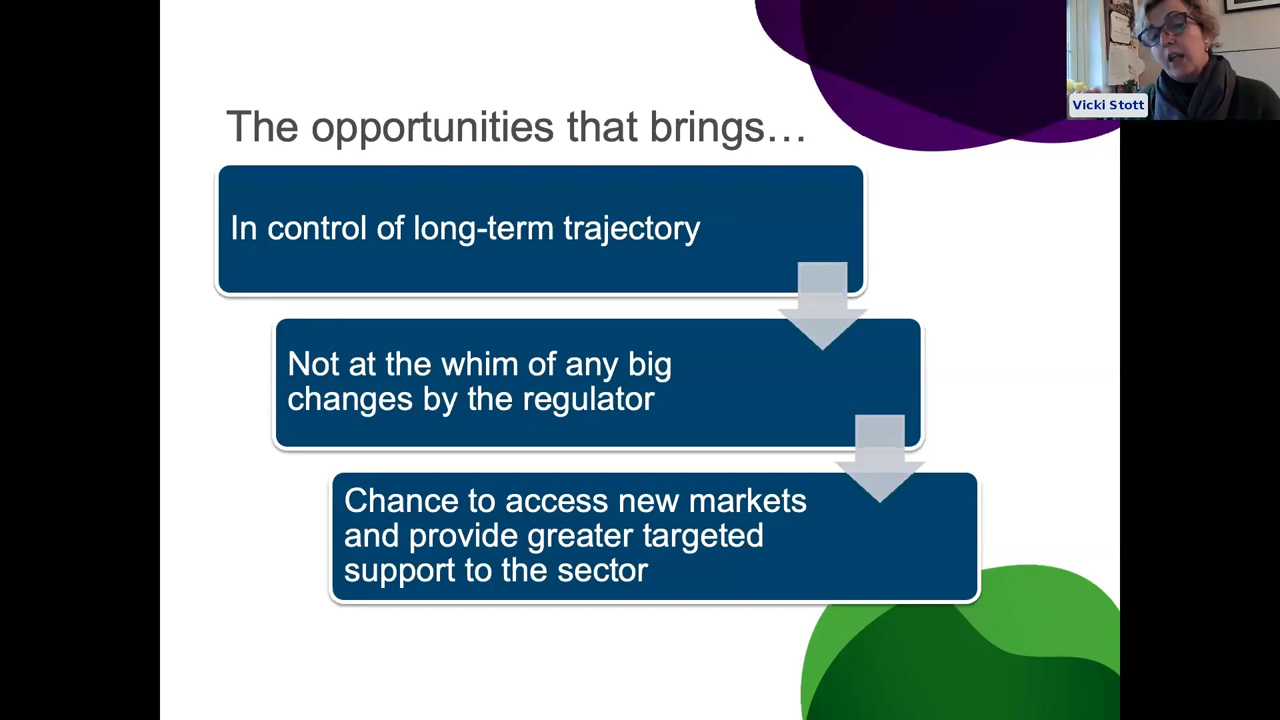 Vicki Stott
The opportunities that brings…
In control of long-term trajectory
Not at the whim of any big
changes by the regulator
Chance to access new markets
and provide greater targeted
support to the sector